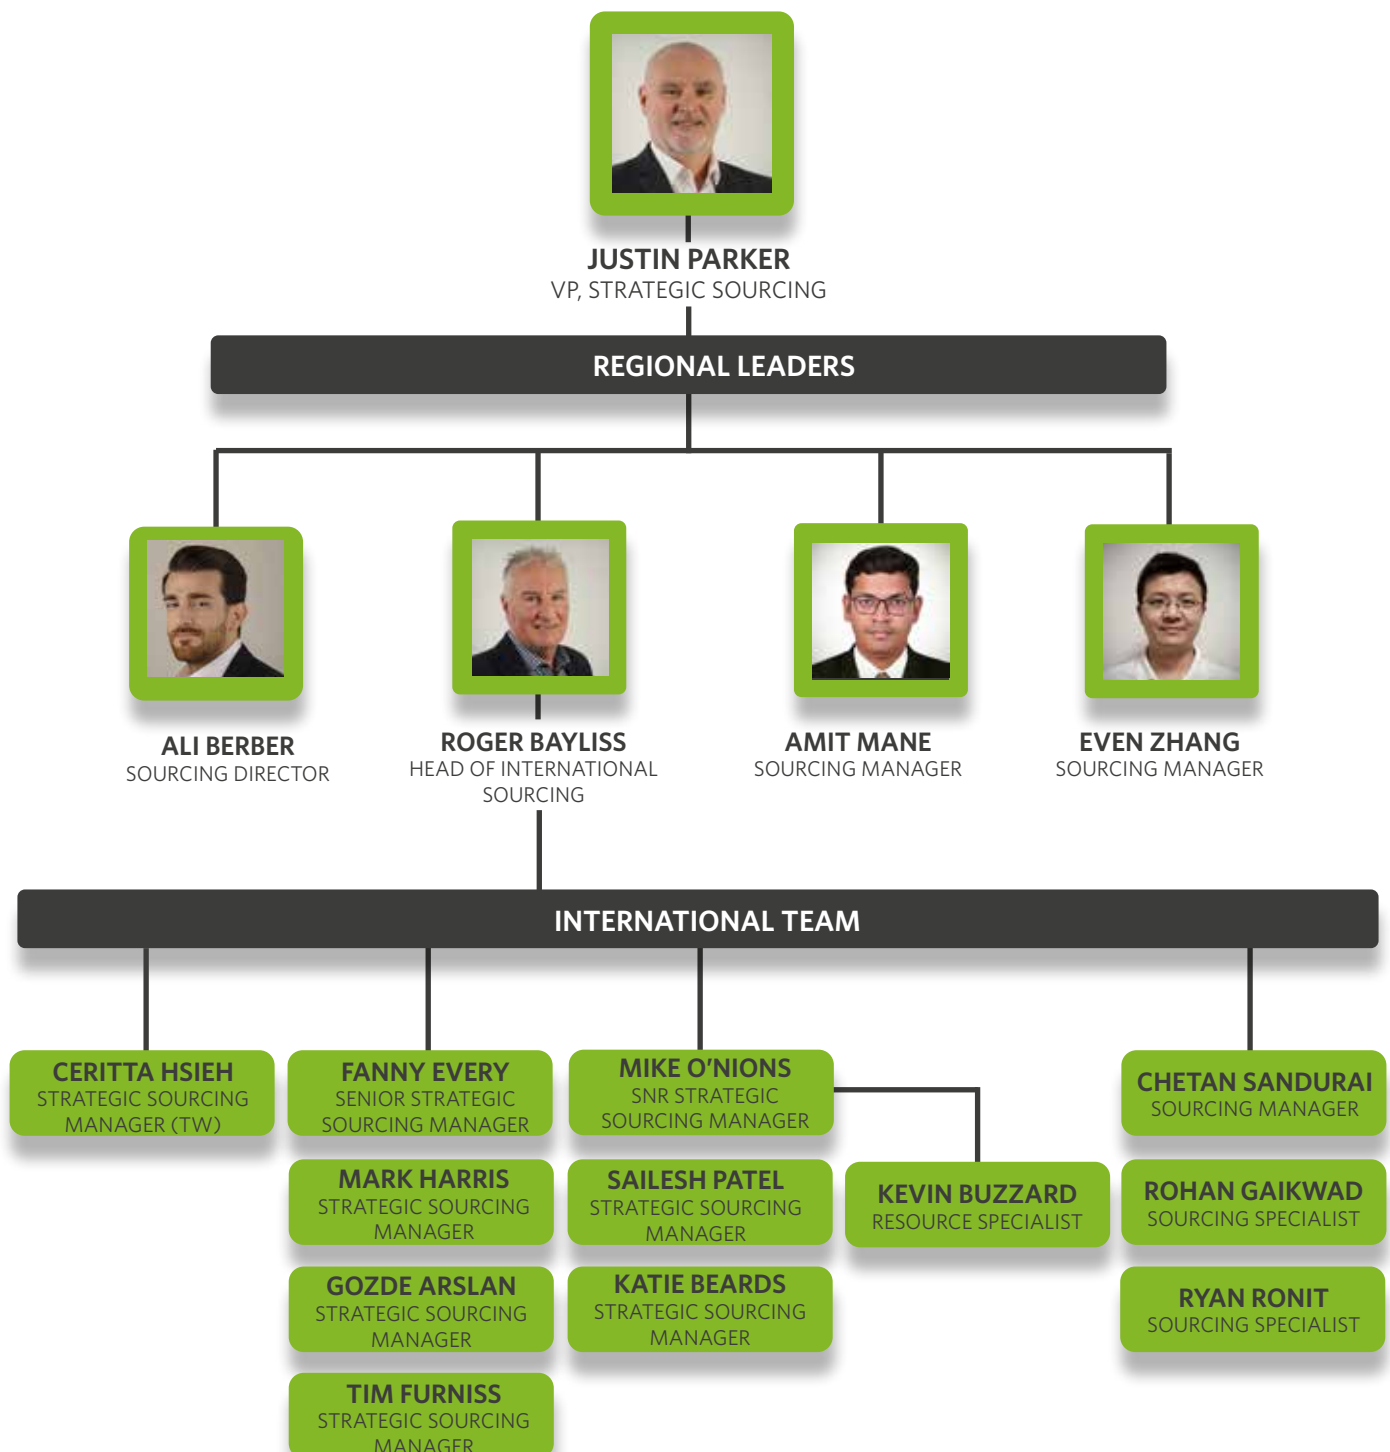 JUSTIN PARKER
VP, STRATEGIC SOURCING
REGIONAL LEADERS
ALI BERBER
SOURCING DIRECTOR
ROGER BAYLISS
HEAD OF INTERNATIONAL
SOURCING
AMIT MANE
SOURCING MANAGER
EVEN ZHANG
SOURCING MANAGER
INTERNATIONAL TEAM
CERITTA HSIEH
STRATEGIC SOURCING
MANAGER (TW)
FANNY EVERY
SENIOR STRATEGIC
SOURCING MANAGER
MARK HARRIS
STRATEGIC SOURCING
MANAGER
GOZDE ARSLAN
STRATEGIC SOURCING
MANAGER
TIM FURNISS
STRATEGIC SOURCING
MANAGER
MIKE O'NIONS
SNR STRATEGIC
SOURCING MANAGER
SAILESH PATEL
STRATEGIC SOURCING
MANAGER
KATIE BEARDS
STRATEGIC SOURCING
MANAGER
KEVIN BUZZARD
RESOURCE SPECIALIST
CHETAN SANDURAI
SOURCING MANAGER
ROHAN GAIKWAD
SOURCING SPECIALIST
RYAN RONIT
SOURCING SPECIALIST